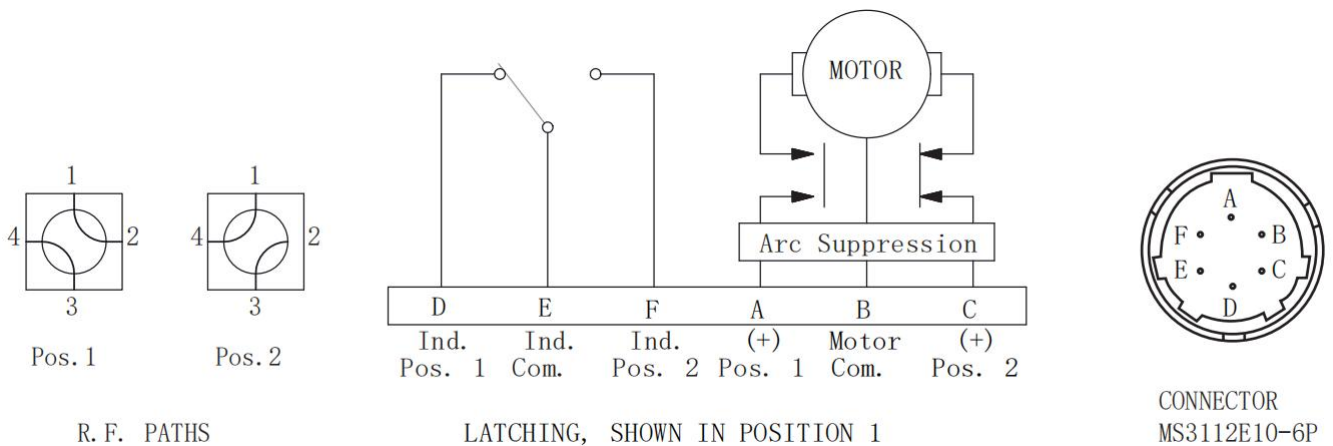 1
4 2
3
Pos.1
1
4 2
3
Pos.2
R.F. PATHS
MOTOR
Arc Suppression
D E F A B C
Ind. Ind. Ind. (+) Motor (+)
Pos. 1 Com. Pos. 2 Pos. 1 Com. Pos. 2
LATCHING, SHOWN IN POSITION 1
A
F B
E C
D
CONNECTOR
MS3112E10-6P